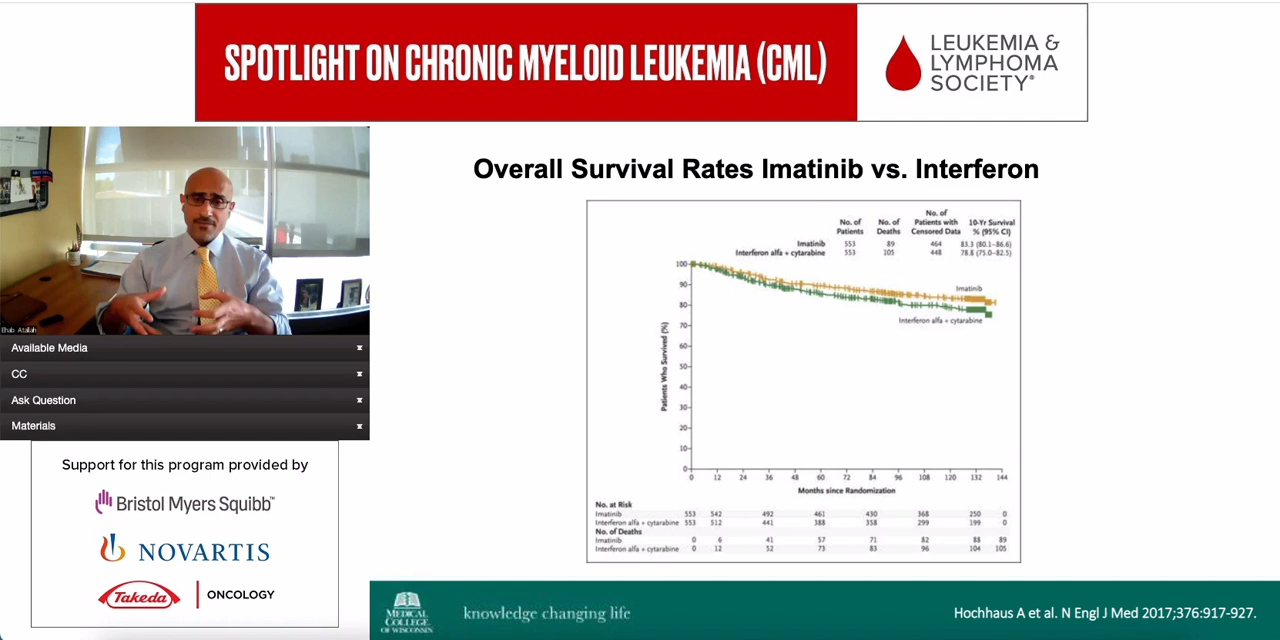 SPOTLIGHT ON CHRONIC MYELOID LEUKEMIA (CML)
LEUKEMIA &
LYMPHOMA
SOCIETY®
Ehab Atallah
Available Media
CC
Ask Question
Materials
Support for this program provided by
Bristol Myers Squibb™
NOVARTIS
Takeda
ONCOLOGY
Overall Survival Rates Imatinib vs. Interferon
No. of Patients No. of Deaths No. of Patients with Censored Data 10-Yr Survival % (95% CI)
Imatinib 553 89 464 83.3 (80.1–86.6)
Interferon alfa + cytarabine 553 105 448 78.8 (75.0–82.5)
100
90
80
70
60
50
40
30
20
10
0
Patients Who Survived (%)
Imatinib
Interferon alfa + cytarabine
0 12 24 36 48 60 72 84 96 108 120 132 144
Months since Randomization
No. at Risk
Imatinib 553 542 492 461 430 368 250 0
Interferon alfa + cytarabine 553 512 441 388 358 299 199 0
No. of Deaths
Imatinib 0 6 41 57 71 82 88 89
Interferon alfa + cytarabine 0 12 52 73 83 96 104 105
MEDICAL
COLLEGE
OF WISCONSIN
knowledge changing life
Hochhaus A et al. N Engl J Med 2017;376:917-927.